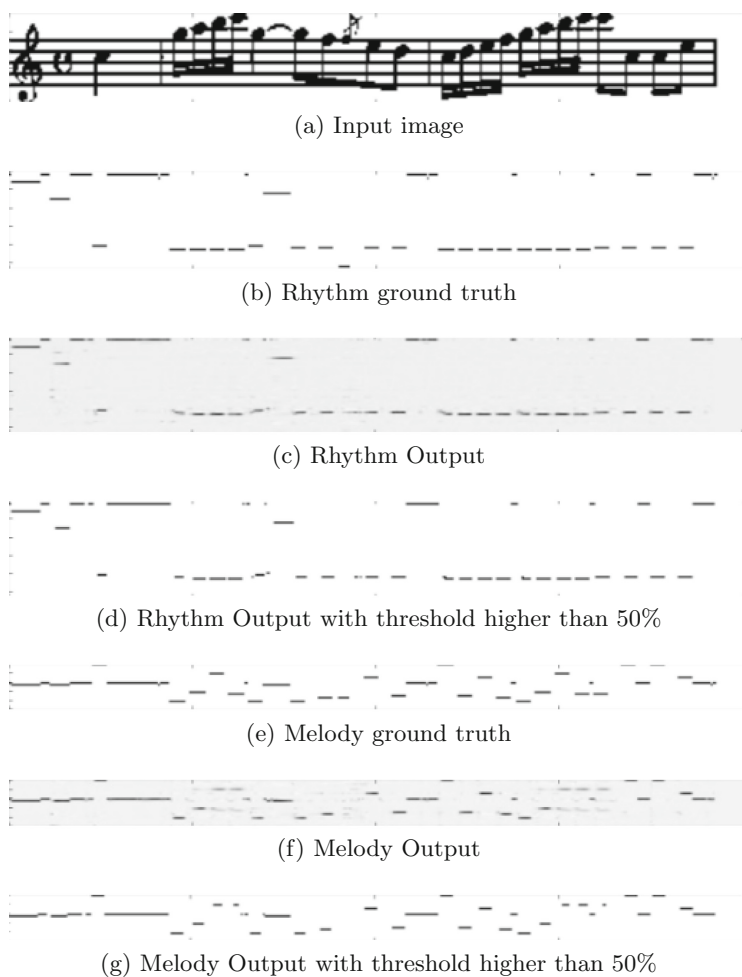 (a) Input image
(b) Rhythm ground truth
(c) Rhythm Output
(d) Rhythm Output with threshold higher than 50%
(e) Melody ground truth
(f) Melody Output
(g) Melody Output with threshold higher than 50%